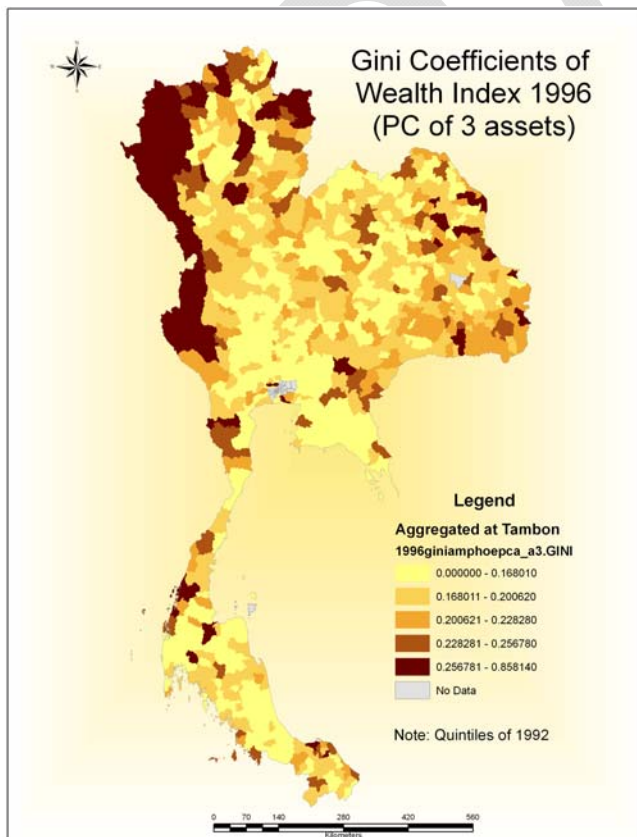 Gini Coefficients of
Wealth Index 1996
(PC of 3 assets)
Legend
Aggregated at Tambon
1996giniamphoepca_a3.GINI
0.000000 - 0.168010
0.168011 - 0.200620
0.200621 - 0.228280
0.228281 - 0.256780
0.256781 - 0.858140
No Data
Note: Quintiles of 1992
0 70 140 280 420 560
Kilometers